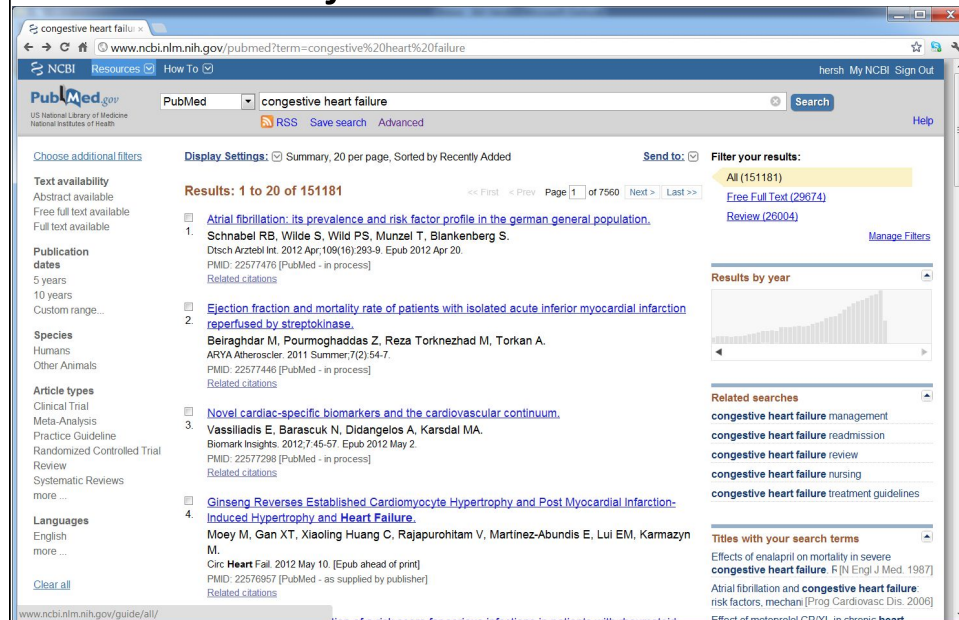 congestive heart failu
www.ncbi.nlm.nih.gov/pubmed?term=congestive%20heart%20failure
NCBI Resources How To
hersh My NCBI Sign Out
PubMed.gov
US National Library of Medicine
National Institutes of Health
PubMed
congestive heart failure
Search
RSS Save search Advanced
Help
Choose additional filters
Text availability
Abstract available
Free full text available
Full text available
Publication
dates
5 years
10 years
Custom range...
Species
Humans
Other Animals
Article types
Clinical Trial
Meta-Analysis
Practice Guideline
Randomized Controlled Trial
Review
Systematic Reviews
more ...
Languages
English
more ...
Clear all
www.ncbi.nlm.nih.gov/guide/all/
Display Settings: Summary, 20 per page, Sorted by Recently Added
Send to:
Results: 1 to 20 of 151181
<< First < Prev Page 1 of 7560 Next > Last >>
1. Atrial fibrillation: its prevalence and risk factor profile in the german general population.
Schnabel RB, Wilde S, Wild PS, Munzel T, Blankenberg S.
Dtsch Arztebl Int. 2012 Apr;109(16):293-9. Epub 2012 Apr 20.
PMID: 22577476 [PubMed - in process]
Related citations
2. Ejection fraction and mortality rate of patients with isolated acute inferior myocardial infarction
reperfused by streptokinase.
Beiraghdar M, Pourmoghaddas Z, Reza Torknezhad M, Torkan A.
ARYA Atheroscler. 2011 Summer;7(2):54-7.
PMID: 22577446 [PubMed - in process]
Related citations
3. Novel cardiac-specific biomarkers and the cardiovascular continuum.
Vassiliadis E, Barascuk N, Didangelos A, Karsdal MA.
Biomark Insights. 2012;7:45-57. Epub 2012 May 2.
PMID: 22577298 [PubMed - in process]
Related citations
4. Ginseng Reverses Established Cardiomyocyte Hypertrophy and Post Myocardial Infarction-
Induced Hypertrophy and Heart Failure.
Moey M, Gan XT, Xiaoling Huang C, Rajapurohitam V, Martinez-Abundis E, Lui EM, Karmazyn
M.
Circ Heart Fail. 2012 May 10. [Epub ahead of print]
PMID: 22576957 [PubMed - as supplied by publisher]
Related citations
Filter your results:
All (151181)
Free Full Text (29674)
Review (26004)
Manage Filters
Results by year
Related searches
congestive heart failure management
congestive heart failure readmission
congestive heart failure review
congestive heart failure nursing
congestive heart failure treatment guidelines
Titles with your search terms
Effects of enalapril on mortality in severe
congestive heart failure. R [N Engl J Med. 1987]
Atrial fibrillation and congestive heart failure:
risk factors, mechani [Prog Cardiovasc Dis. 2006]